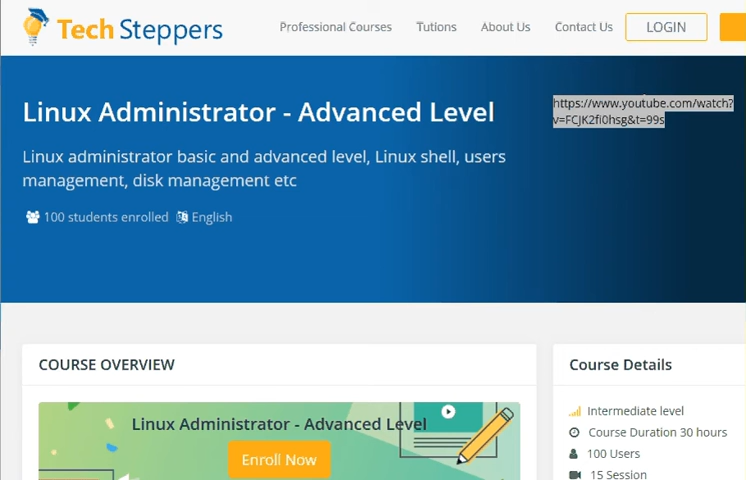 Tech Steppers
Professional Courses
Tutions
About Us
Contact Us
LOGIN
Linux Administrator - Advanced Level
Linux administrator basic and advanced level, Linux shell, users
management, disk management etc
100 students enrolled
English
https://www.youtube.com/watch?
v=FCJK2fi0hsg&t=99s
COURSE OVERVIEW
Linux Administrator - Advanced Level
Enroll Now
Course Details
Intermediate level
Course Duration 30 hours
100 Users
15 Session